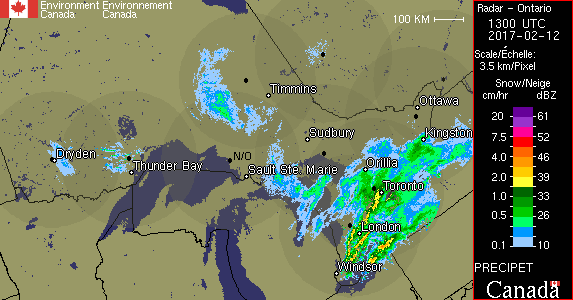 Environment Environnement
Canada Canada
100 KM
Timmins
Ottawa
Sudbury
Kingston
Dryden
Thunder Bay
N/O
Sault Ste. Marie
Orillia
Toronto
London
Windsor
Radar - Ontario
1300 UTC
2017-02-12
Scale/Échelle:
3.5 km/Pixel
Snow/Neige
cm/hr dBZ
20 61
7.5 52
4.0 46
2.0 39
1.0 33
0.5 26
0.1 10
PRECIPET
Canada